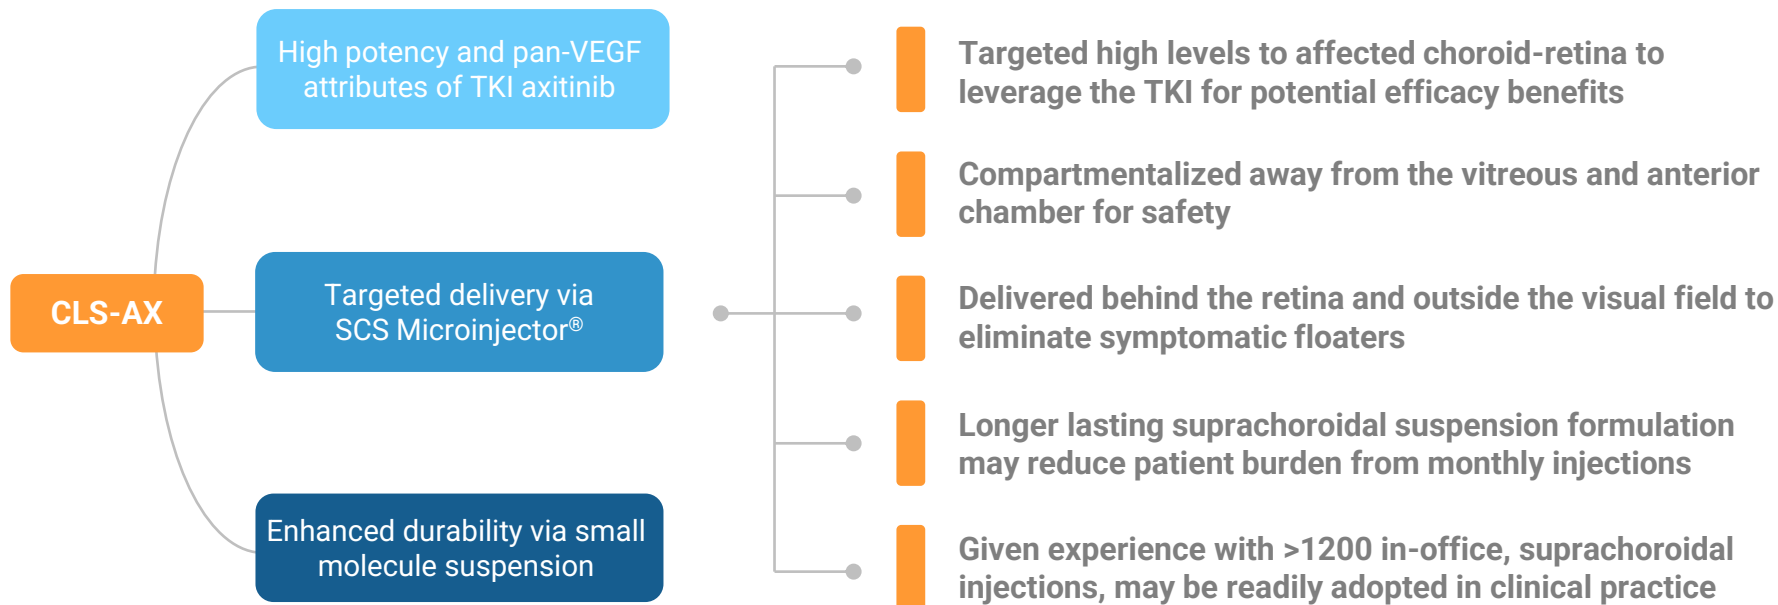 High potency and pan-VEGF
attributes of TKI axitinib
CLS-AX
Targeted delivery via
SCS Microinjector®
Enhanced durability via small
molecule suspension
Targeted high levels to affected choroid-retina to
leverage the TKI for potential efficacy benefits
Compartmentalized away from the vitreous and anterior
chamber for safety
Delivered behind the retina and outside the visual field to
eliminate symptomatic floaters
Longer lasting suprachoroidal suspension formulation
may reduce patient burden from monthly injections
Given experience with >1200 in-office, suprachoroidal
injections, may be readily adopted in clinical practice